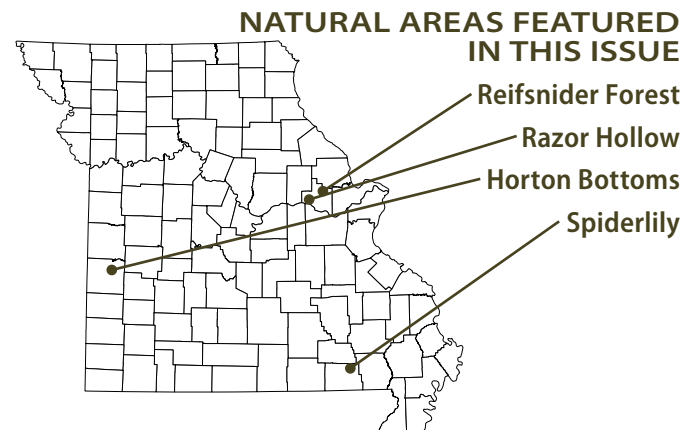 NATURAL AREAS FEATURED
IN THIS ISSUE
Reifsnider Forest
Razor Hollow
Horton Bottoms
Spiderlily